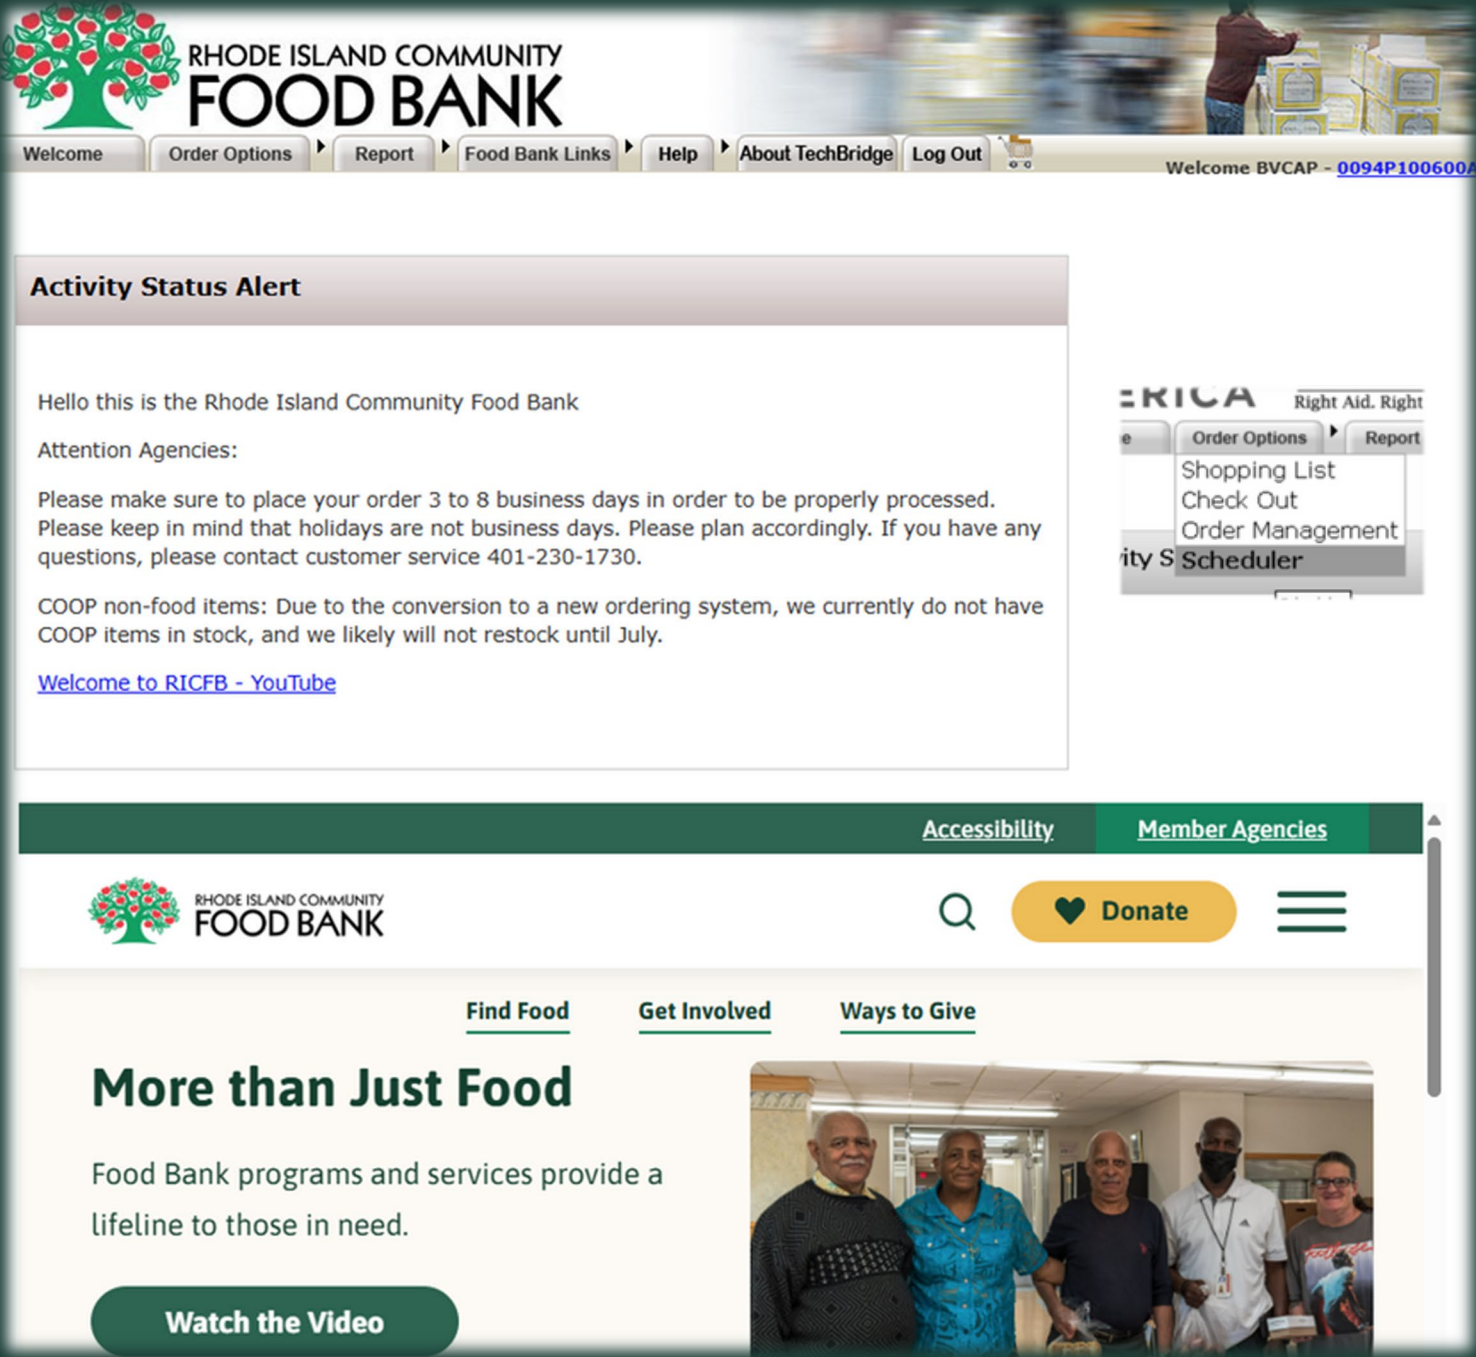 RHODE ISLAND COMMUNITY
FOOD BANK
Welcome
Order Options
Report
Food Bank Links
Help
About TechBridge
Log Out
Welcome BVCAP - 0094P100600A
Activity Status Alert
Hello this is the Rhode Island Community Food Bank
Attention Agencies:
Please make sure to place your order 3 to 8 business days in order to be properly processed.
Please keep in mind that holidays are not business days. Please plan accordingly. If you have any
questions, please contact customer service 401-230-1730.
COOP non-food items: Due to the conversion to a new ordering system, we currently do not have
COOP items in stock, and we likely will not restock until July.
Welcome to RICFB - YouTube
ERICA
Right Aid. Right
e
Order Options
Report
Shopping List
Check Out
Order Management
ity S
Scheduler
Accessibility
Member Agencies
RHODE ISLAND COMMUNITY
FOOD BANK
Donate
Find Food
Get Involved
Ways to Give
More than Just Food
Food Bank programs and services provide a
lifeline to those in need.
Watch the Video